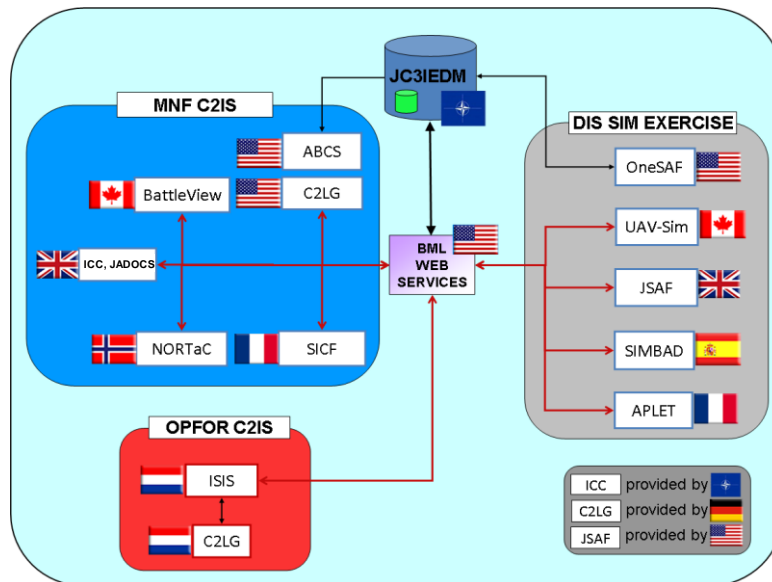 JC3IEDM
MNF C2IS
ABCS
BattleView
C2LG
ICC, JADOCS
NORTaC
SICF
BML
WEB
SERVICES
DIS SIM EXERCISE
OneSAF
UAV-Sim
JSAF
SIMBAD
APLET
OPFOR C2IS
ISIS
C2LG
ICC provided by
C2LG provided by
JSAF provided by